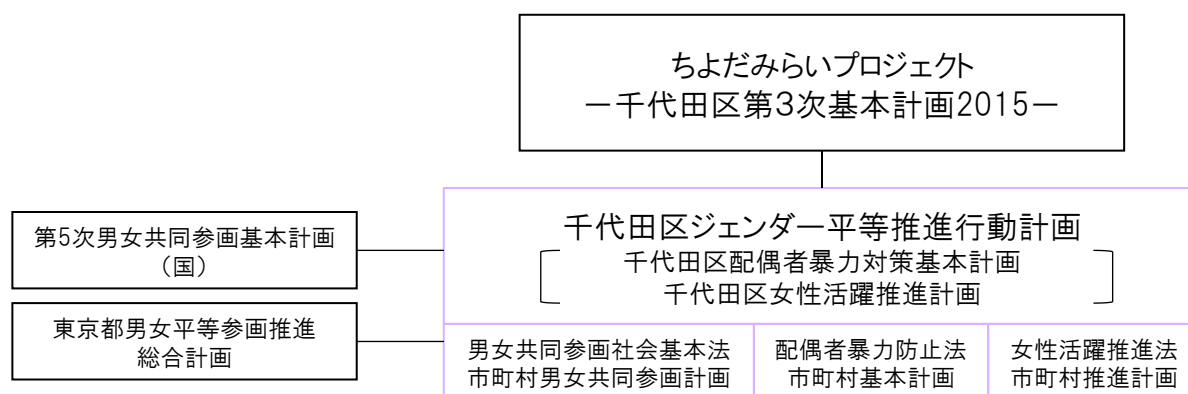 ちよだみらいプロジェクト
－千代田区第3次基本計画2015－
千代田区ジェンダー平等推進行動計画
千代田区配偶者暴力対策基本計画
千代田区女性活躍推進計画
第5次男女共同参画基本計画
（国）
東京都男女平等参画推進
総合計画
男女共同参画社会基本法
市町村男女共同参画計画
配偶者暴力防止法
市町村基本計画
女性活躍推進法
市町村推進計画